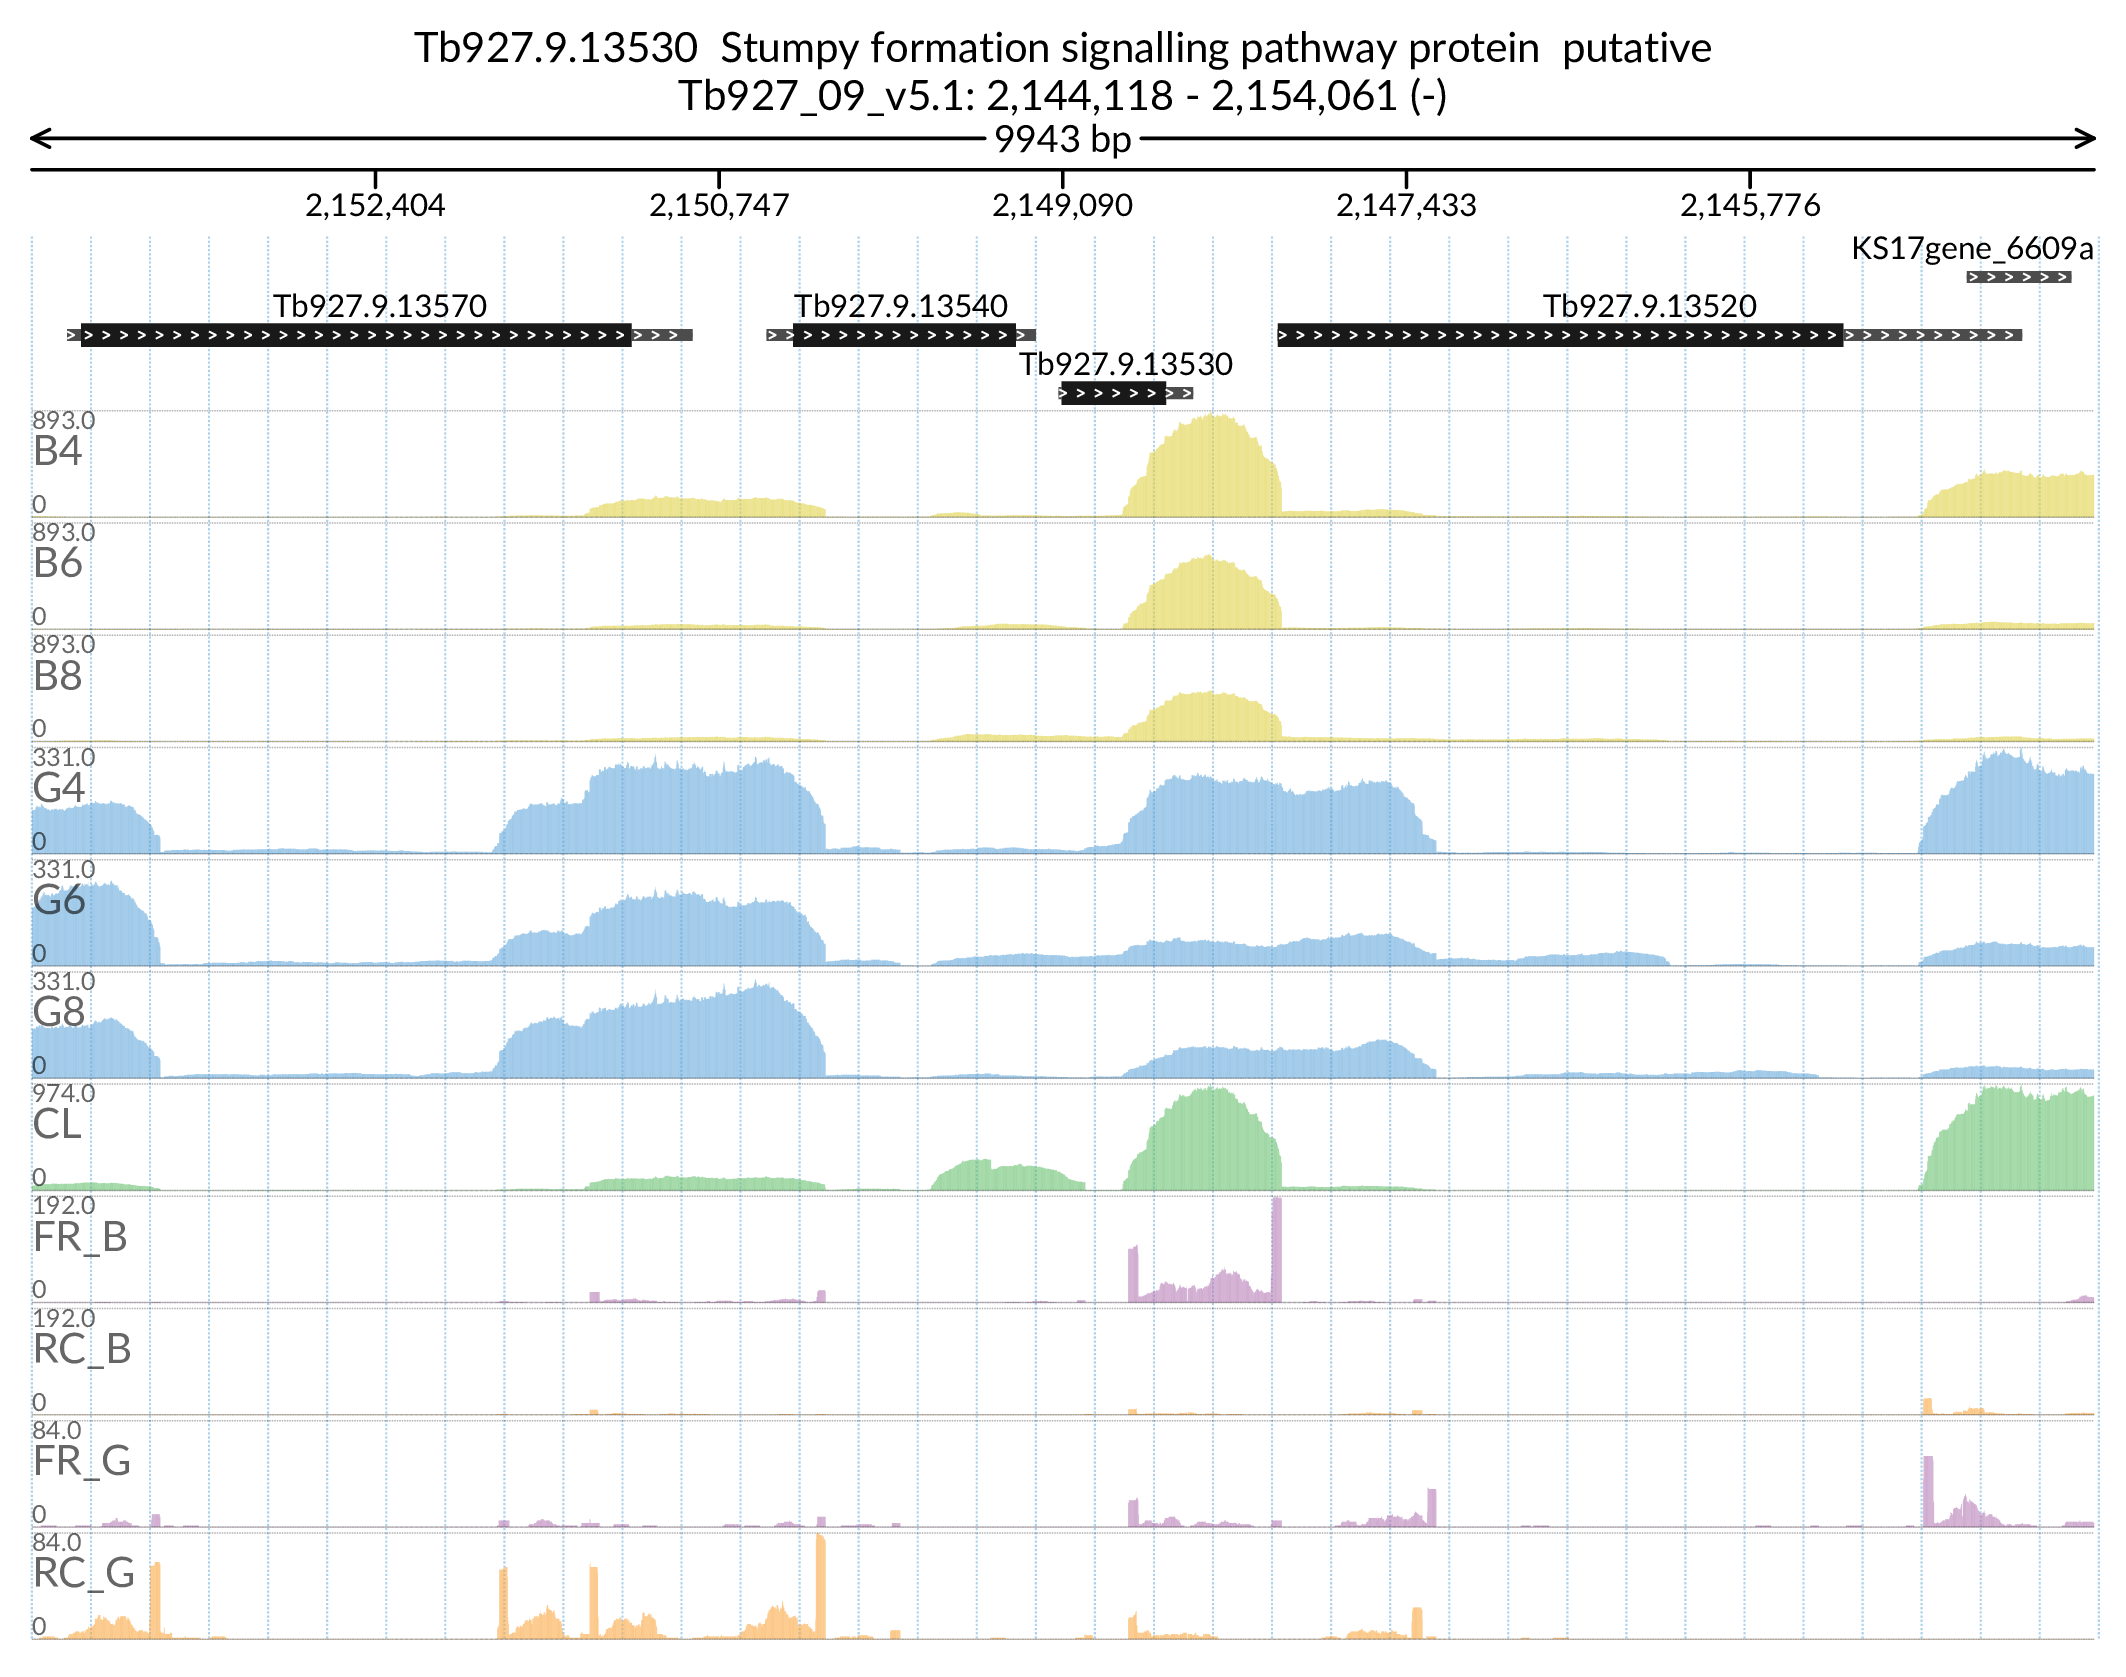 Tb927.9.13530  Stumpy formation signalling pathway protein  putative
Tb927_09_v5.1: 2,144,118 - 2,154,061 (-)
9943 bp
2,152,404 2,150,747 2,149,090 2,147,433 2,145,776
KS17gene_6609a
Tb927.9.13570 Tb927.9.13540 Tb927.9.13520
Tb927.9.13530
893.0
B4
0
893.0
B6
0
893.0
B8
0
331.0
G4
0
331.0
G6
0
331.0
G8
0
974.0
CL
0
192.0
FR_B
0
192.0
RC_B
0
84.0
FR_G
0
84.0
RC_G
0